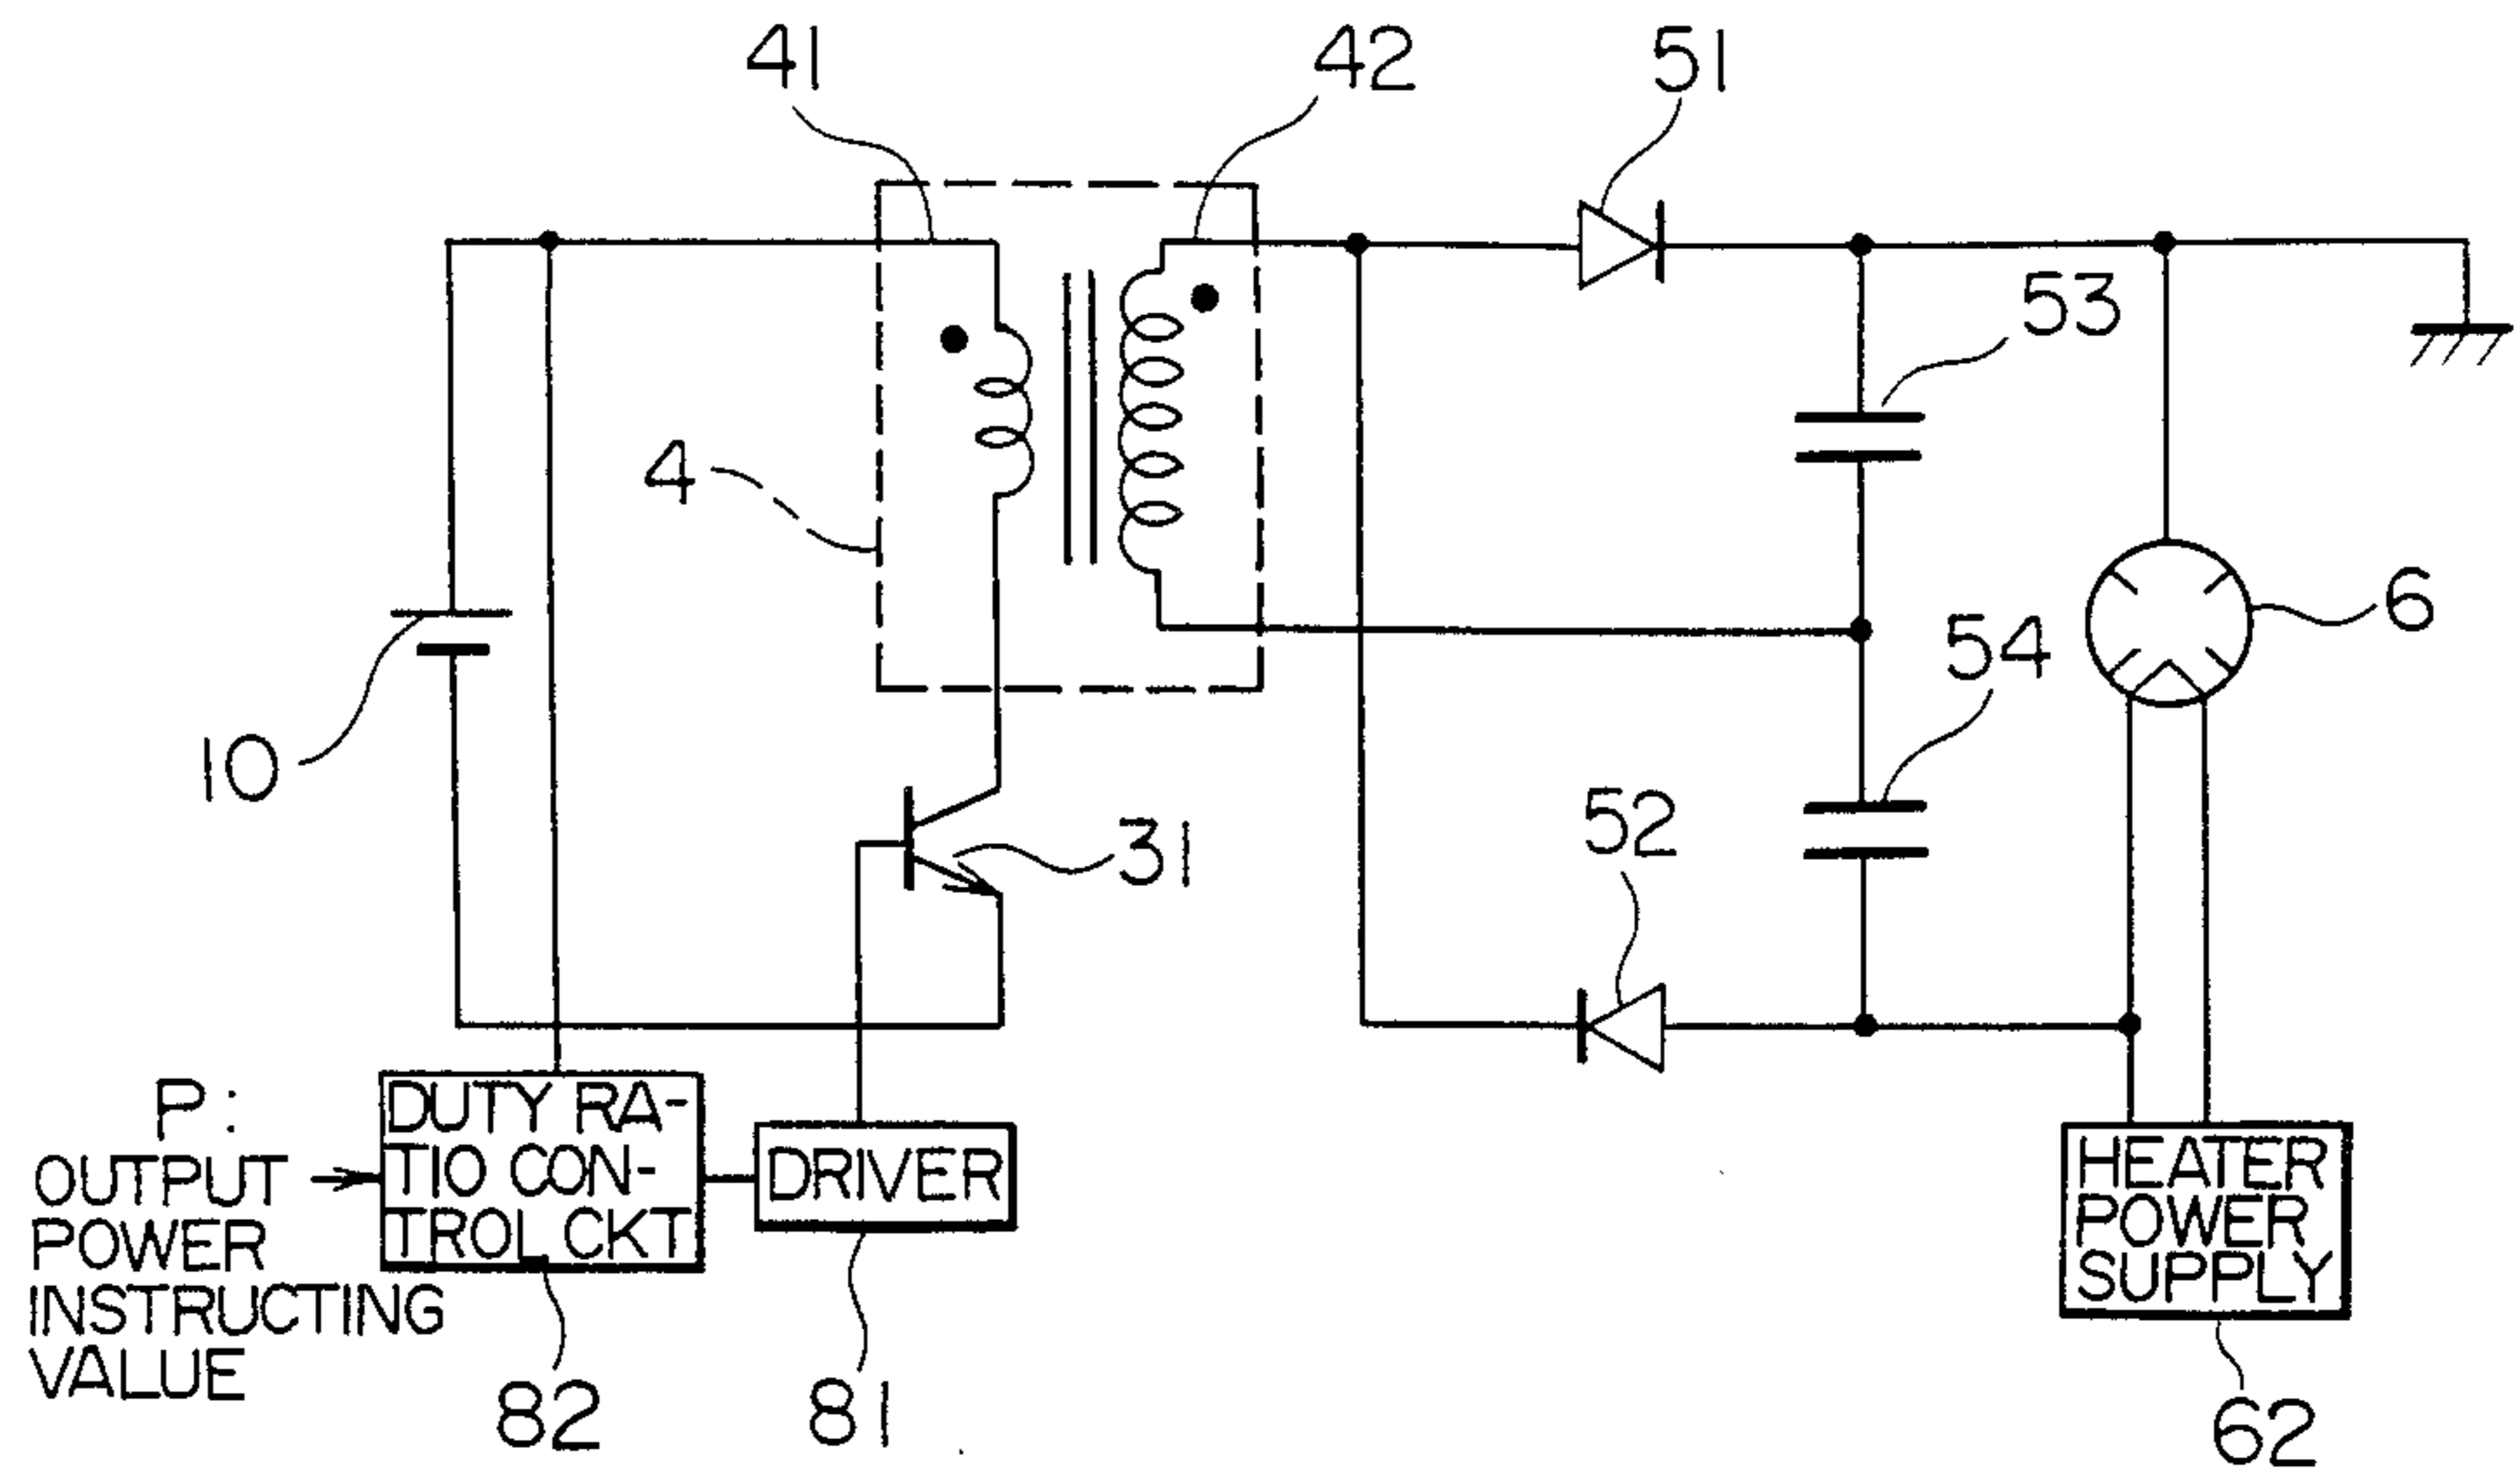 41
42
51
53
4
6
54
10
52
31
P:
OUTPUT
POWER
INSTRUCTING
VALUE
DUTY RA-
TIO CON-
TROL CKT
DRIVER
HEATER
POWER
SUPPLY
82
81
62